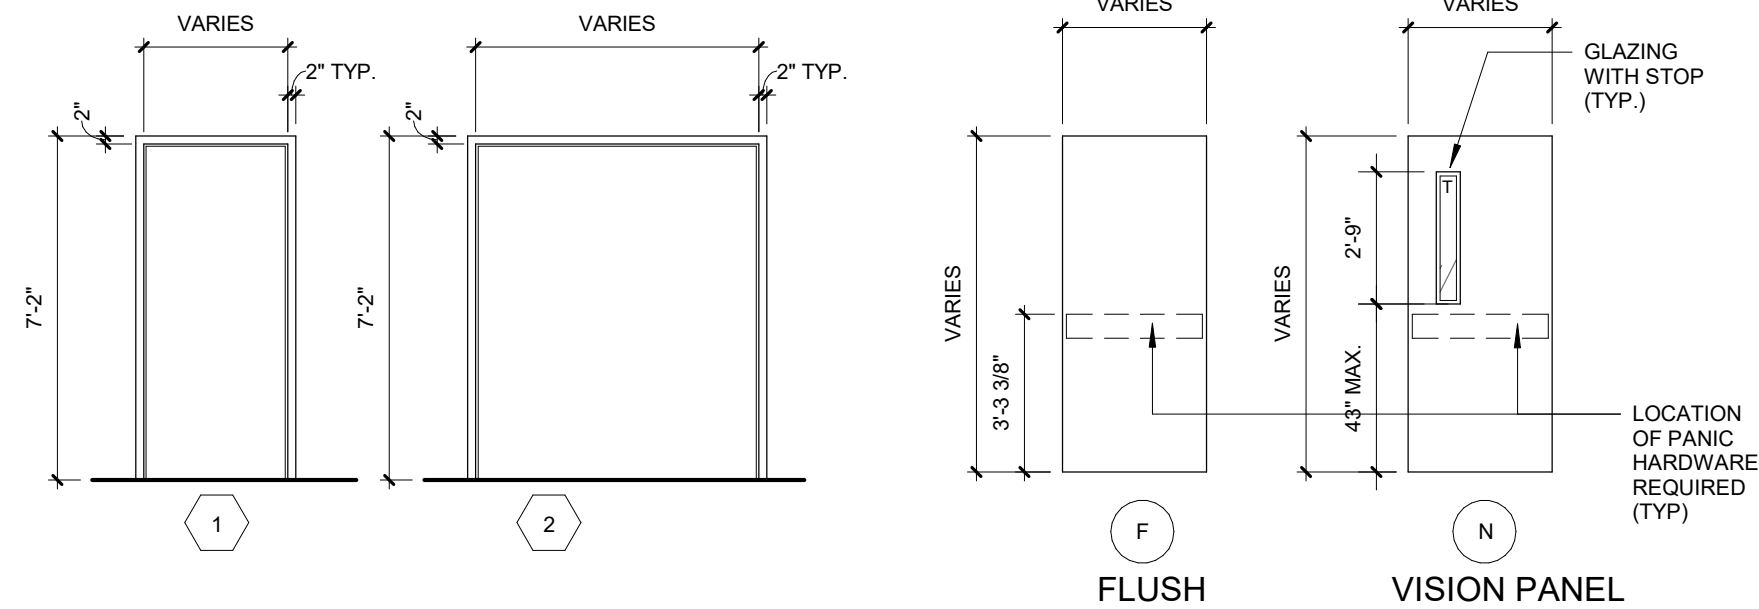 VARIES
2" TYP.
2"
7'-2"
1
VARIES
2" TYP.
2"
7'-2"
2
VARIES
VARIES
3'-3 3/8"
F
FLUSH
VARIES
GLAZING
WITH STOP
(TYP.)
T
2'-9"
VARIES
43" MAX.
LOCATION
OF PANIC
HARDWARE
REQUIRED
(TYP)
N
VISION PANEL